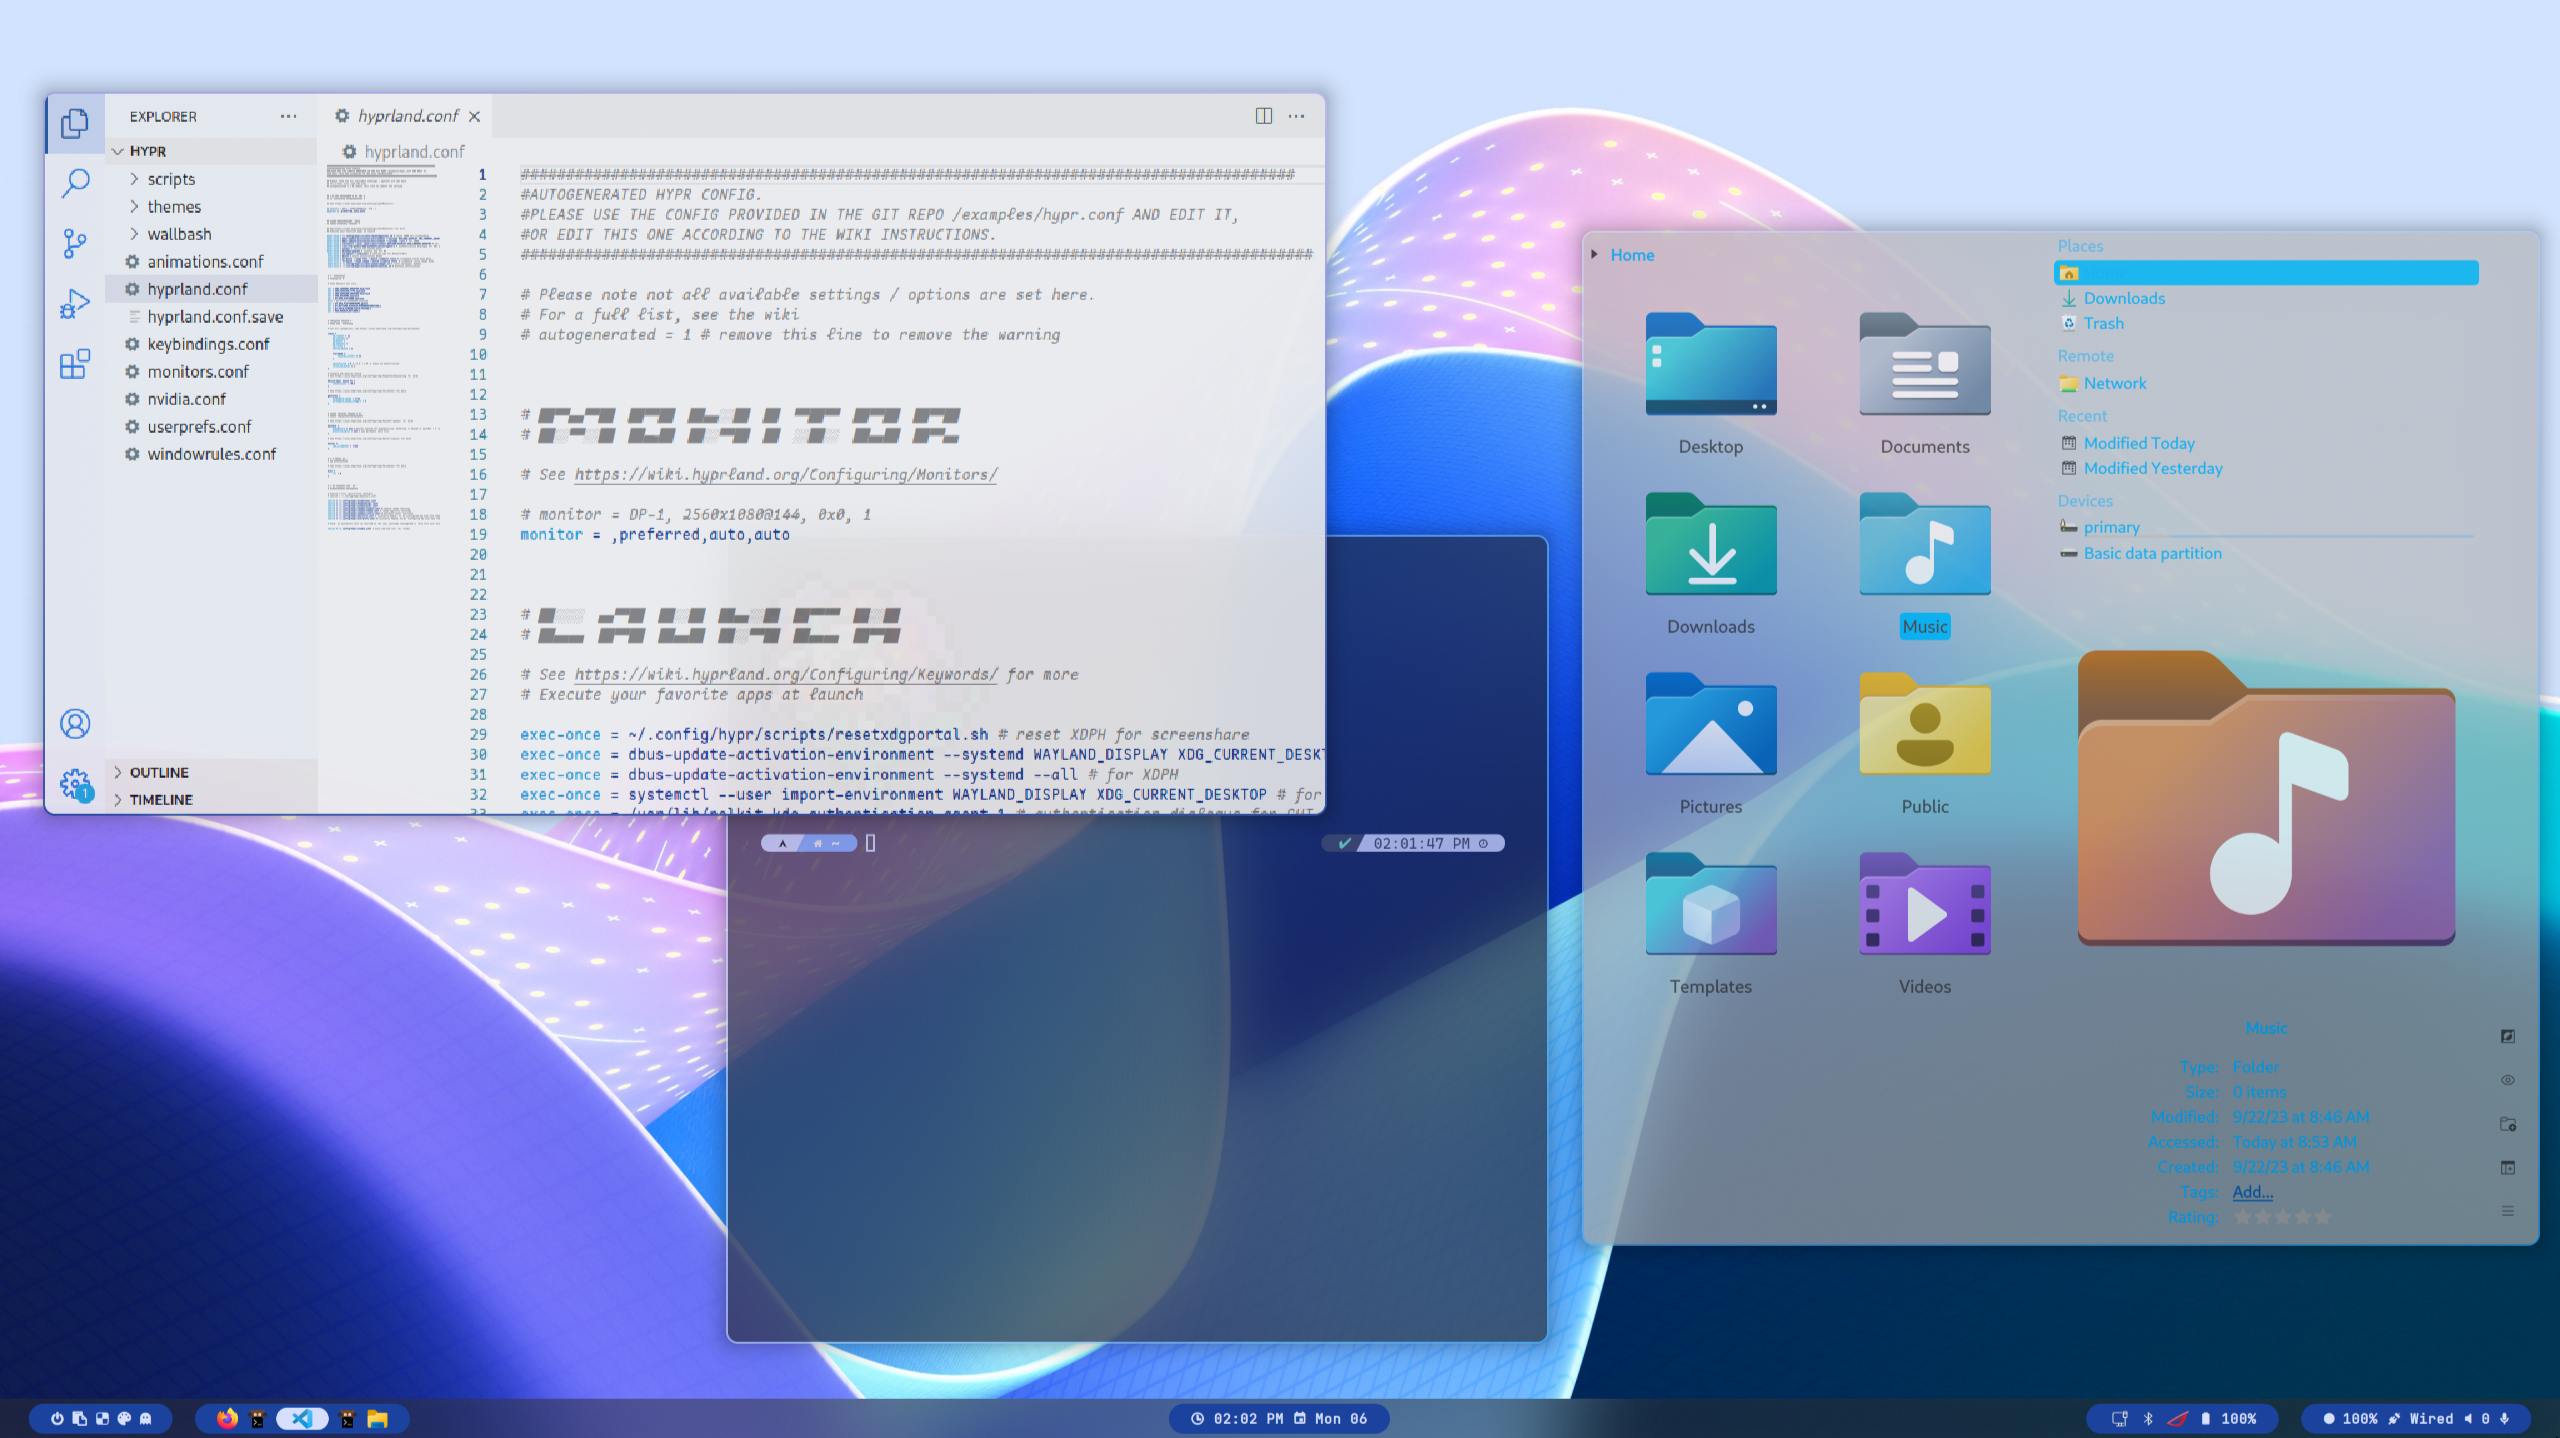 EXPLORER
HYPR
scripts
themes
wallbash
animations.conf
hyprland.conf
hyprland.conf.save
keybindings.conf
monitors.conf
nvidia.conf
userprefs.conf
windowrules.conf
OUTLINE
TIMELINE
1
hyprland.conf
hyprland.conf
1
2 #AUTOGENERATED HYPR CONFIG.
3 #PLEASE USE THE CONFIG PROVIDED IN THE GIT REPO /examples/hypr.conf AND EDIT IT,
4 #OR EDIT THIS ONE ACCORDING TO THE WIKI INSTRUCTIONS.
5
6
7 # Please note not all available settings / options are set here.
8 # For a full list, see the wiki
9 # autogenerated = 1 # remove this line to remove the warning
10
11
12
13 # MONITOR
14 #
15
16 # See https://wiki.hyprland.org/Configuring/Monitors/
17
18 # monitor = DP-1, 2560x1080@144, 0x0, 1
19 monitor = ,preferred,auto,auto
20
21
22
23 # LAUNCH
24 #
25
26 # See https://wiki.hyprland.org/Configuring/Keywords/ for more
27 # Execute your favorite apps at launch
28
29 exec-once = ~/.config/hypr/scripts/resetxdgportal.sh # reset XDPH for screenshare
30 exec-once = dbus-update-activation-environment --systemd WAYLAND_DISPLAY XDG_CURRENT_DESKT
31 exec-once = dbus-update-activation-environment --systemd --all # for XDPH
32 exec-once = systemctl --user import-environment WAYLAND_DISPLAY XDG_CURRENT_DESKTOP # for
~
02:01:47 PM
Home
Desktop
Documents
Downloads
Music
Pictures
Public
Templates
Videos
Places
Downloads
Trash
Remote
Network
Recent
Modified Today
Modified Yesterday
Devices
primary
Basic data partition
Music
Type: Folder
Size: 0 items
Modified: 9/22/23 at 8:46 AM
Accessed: Today at 8:53 AM
Created: 9/22/23 at 8:46 AM
Tags: Add...
Rating:
02:02 PM Mon 06
100%
100% Wired 0